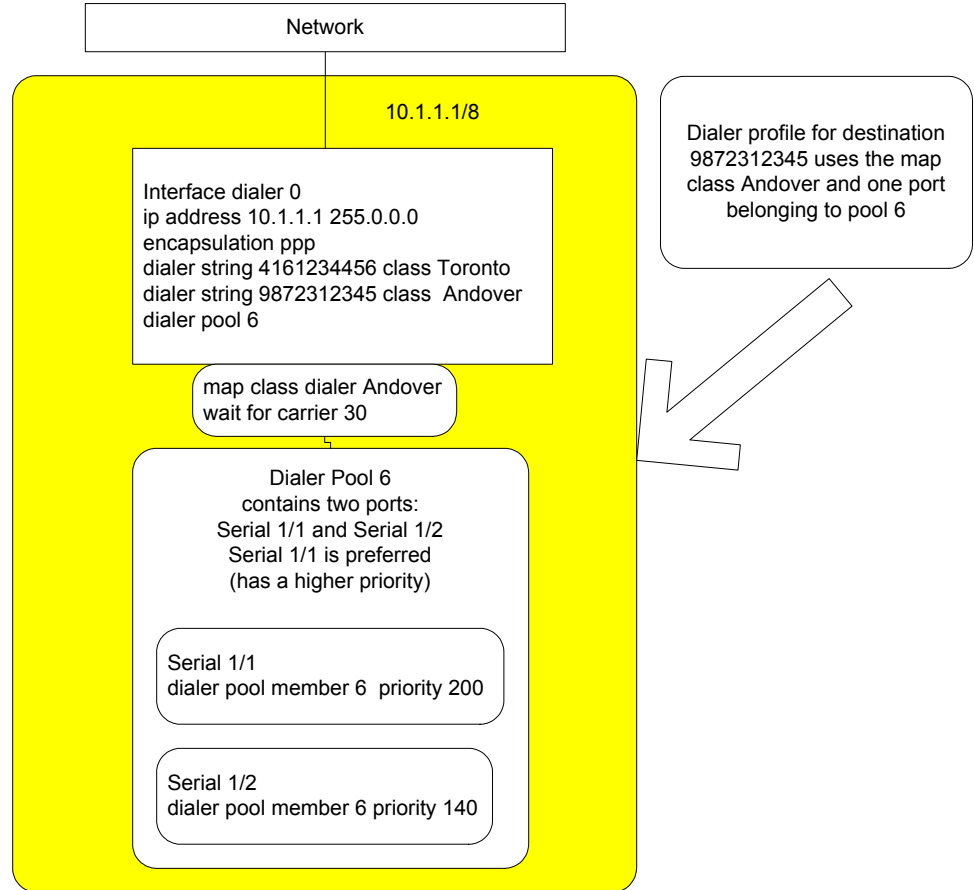 Network
10.1.1.1/8
Dialer profile for destination
9872312345 uses the map
class Andover and one port
belonging to pool 6
Interface dialer 0
ip address 10.1.1.1 255.0.0.0
encapsulation ppp
dialer string 4161234456 class Toronto
dialer string 9872312345 class  Andover
dialer pool 6
map class dialer Andover
wait for carrier 30
Dialer Pool 6
contains two ports:
Serial 1/1 and Serial 1/2
Serial 1/1 is preferred
(has a higher priority)
Serial 1/1
dialer pool member 6  priority 200
Serial 1/2
dialer pool member 6 priority 140